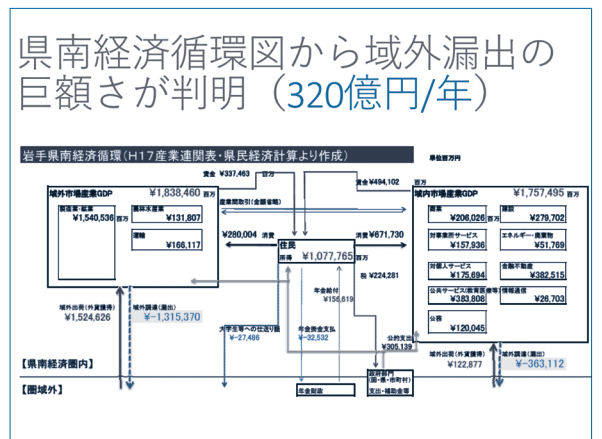 県南経済循環図から域外漏出の
巨額さが判明（320億円/年）
岩手県南経済循環（H17産業連関表・県民経済計算より作成）
単位百万円
賃金 ¥337,463 百万
賃金 ¥494,102 百万
域外市場産業GDP ¥1,838,460 百万
製造業・鉱業
¥1,540,536 百万
農林水産業
¥131,807
運輸
¥166,117
産業間取引（金額省略）
¥280,004 消費
消費 ¥671,730
住民
所得 ¥1,077,765 百万
税 ¥224,281
年金給付
¥156,619
域内市場産業GDP ¥1,757,495 百万
商業
¥206,026
建設
¥279,702
対事業所サービス
¥157,936
エネルギー・廃棄物
¥51,769
対個人サービス
¥175,694
金融不動産
¥382,515
公共サービス(教育医療等)
¥383,808
情報通信
¥26,703
公務
¥120,045
域外出荷（外貨獲得）
¥1,524,626
域外調達（漏出）
¥-1,315,370
大学生等への仕送り額
¥-27,486
年金掛金支払
¥-32,532
公的支出
¥305,139
域外出荷（外貨獲得）
¥122,877
域外調達（漏出）
¥-363,112
【県南経済圏内】
【圏域外】
年金財政
政府部門
（国・県・市町村）
支出・補助金等